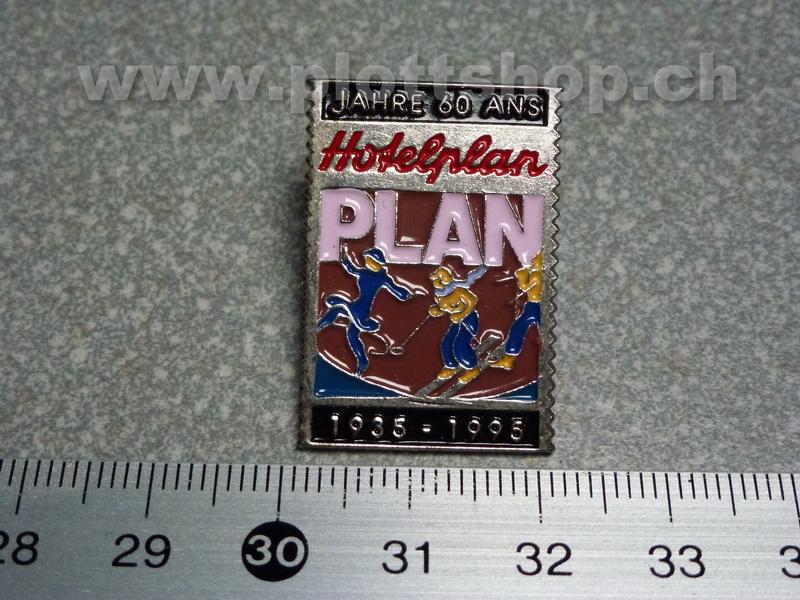 www.plottshop.ch
JAHRE 60 ANS
Hotelplan
PLAN
1935 - 1995
28 29 30 31 32 33